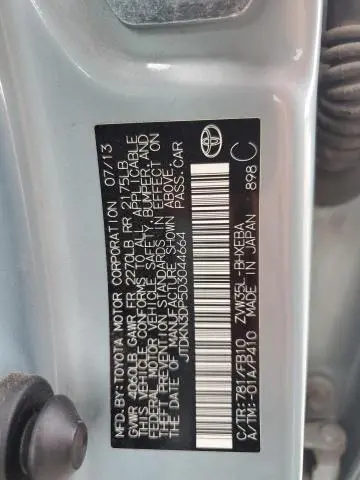 MFD. BY: TOYOTA MOTOR CORPORATION 07/13
GVWR 4060LB GAWR FR 2270LB RR 2175LB
THIS VEHICLE CONFORMS TO ALL APPLICABLE
FEDERAL MOTOR VEHICLE SAFETY, BUMPER, AND
THEFT PREVENTION STANDARDS IN EFFECT ON
THE DATE OF MANUFACTURE SHOWN ABOVE.
JTDKN3DP5D3044664 PASS.CAR
C/TR:781/FB10 ZVW35L-BHXEBA
A/TM:-01A/P410 MADE IN JAPAN 898 C